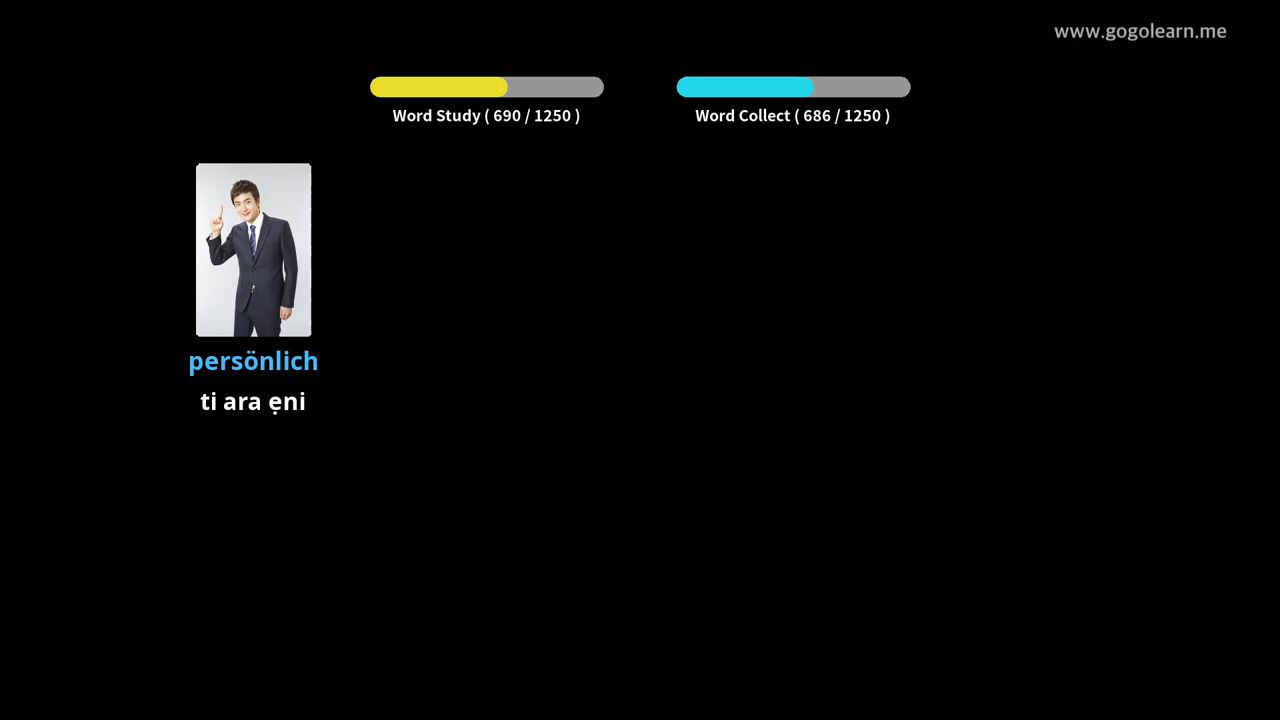 www.gogolearn.me
Word Study ( 690 / 1250 )
Word Collect ( 686 / 1250 )
persönlich
ti ara ẹni